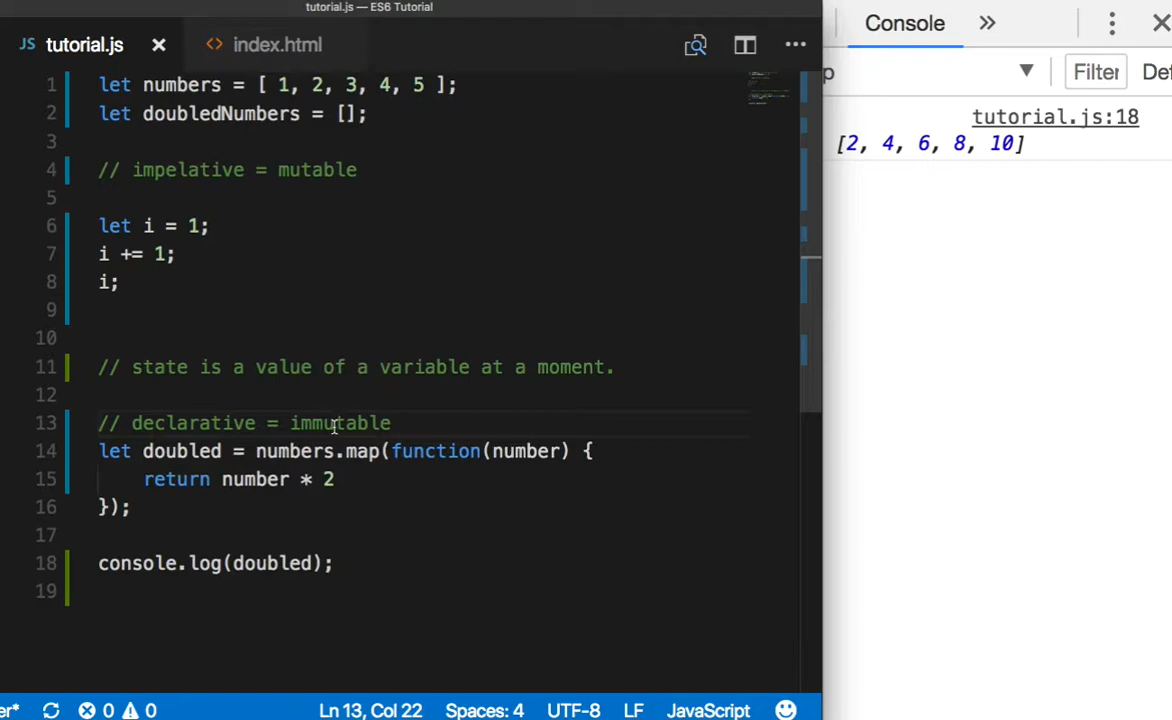 tutorial.js — ES6 Tutorial
JS tutorial.js × <> index.html ···
1 let numbers = [ 1, 2, 3, 4, 5 ];
2 let doubledNumbers = [];
3
4 // impelative = mutable
5
6 let i = 1;
7 i += 1;
8 i;
9
10
11 // state is a value of a variable at a moment.
12
13 // declarative = immutable
14 let doubled = numbers.map(function(number) {
15 return number * 2
16 });
17
18 console.log(doubled);
19
er* 0 0 Ln 13, Col 22 Spaces: 4 UTF-8 LF JavaScript
Console »
p Filter Def
tutorial.js:18
[2, 4, 6, 8, 10]